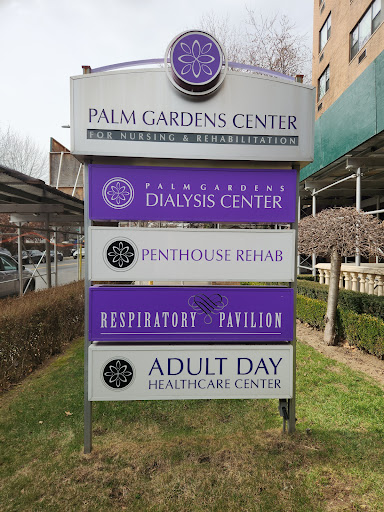 PALM GARDENS CENTER
FOR NURSING & REHABILITATION
PALM GARDENS
DIALYSIS CENTER
PENTHOUSE REHAB
RESPIRATORY PAVILION
ADULT DAY
HEALTHCARE CENTER